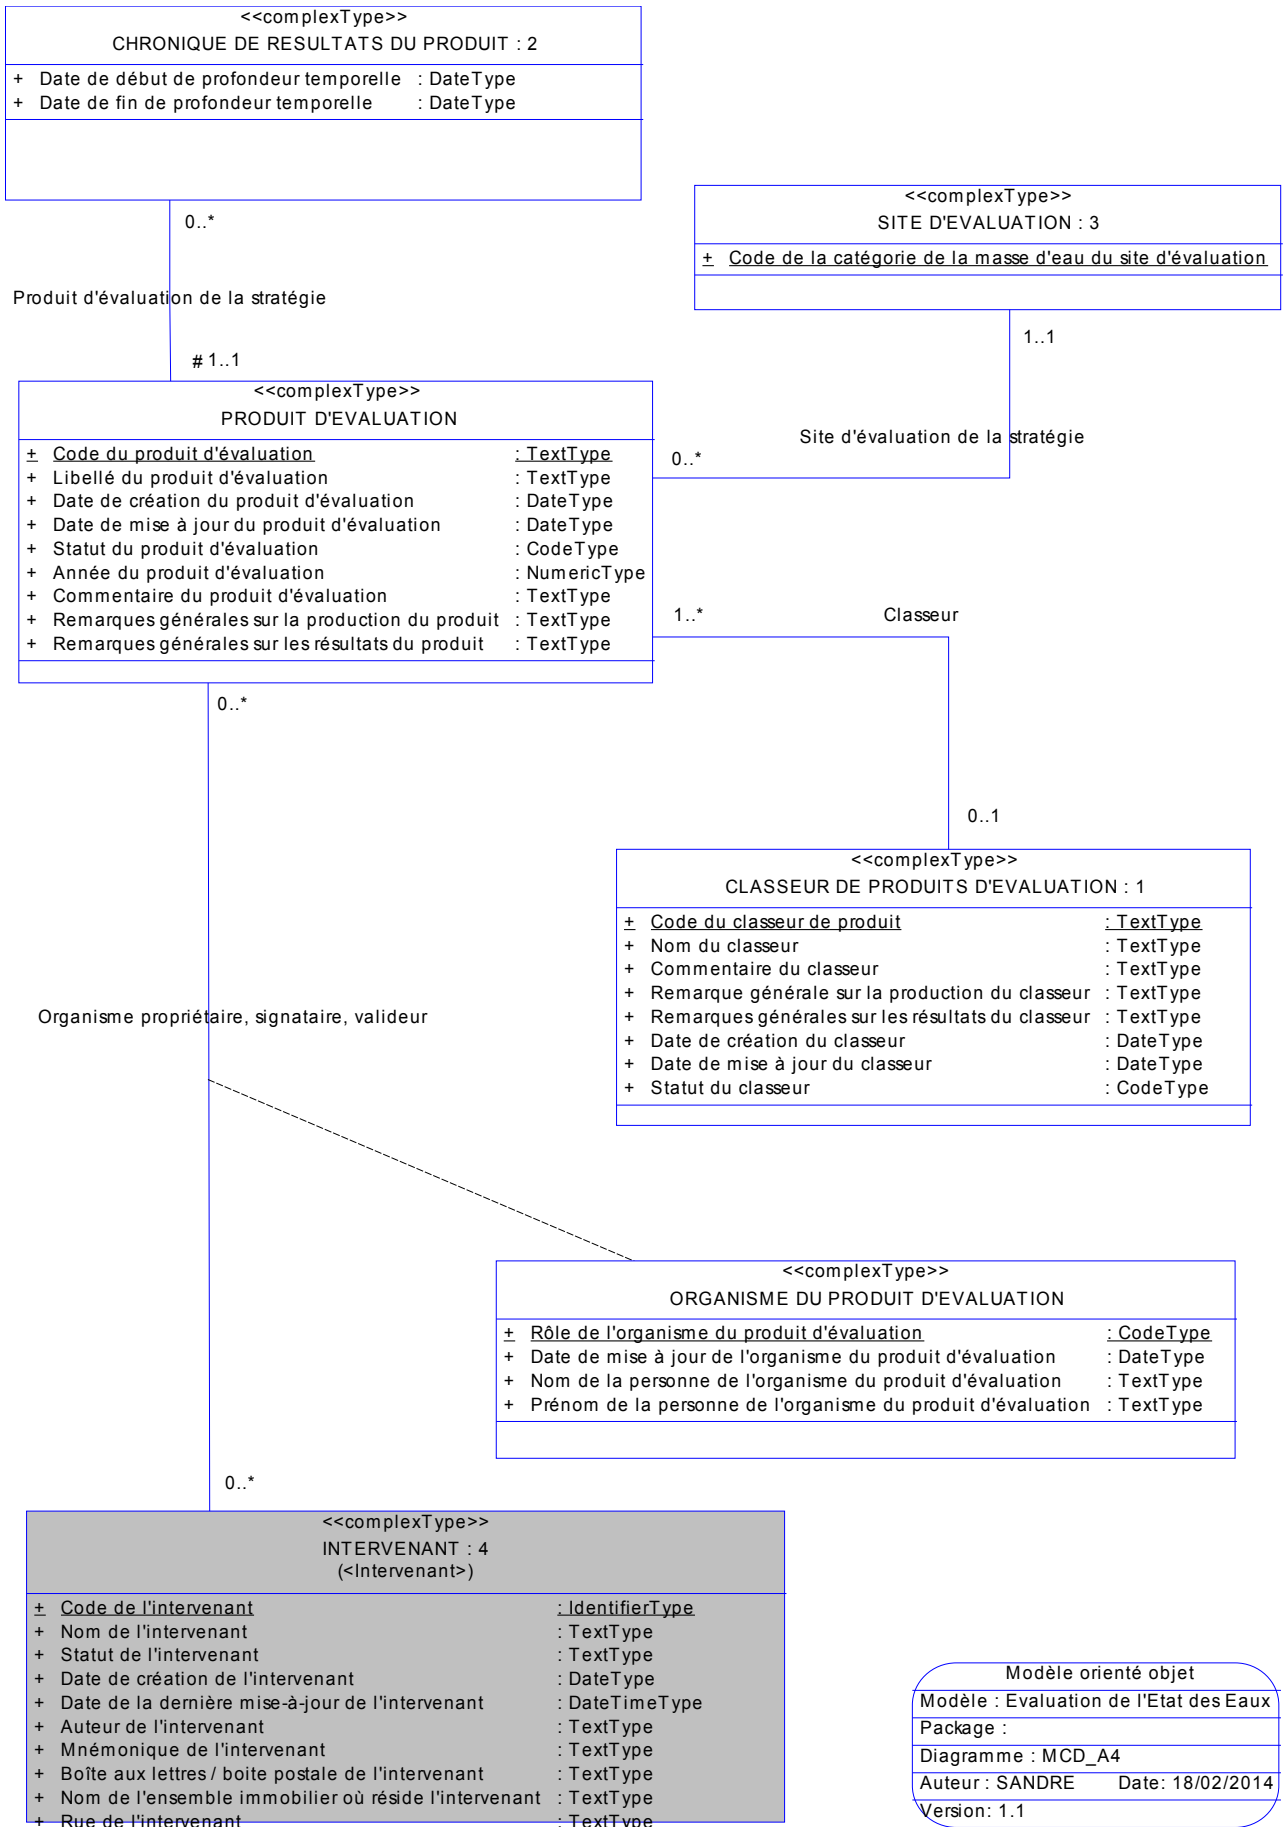 <<complexType>>
CHRONIQUE DE RESULTATS DU PRODUIT : 2
+ Date de début de profondeur temporelle : DateType
+ Date de fin de profondeur temporelle : DateType
0..*
Produit d'évaluation de la stratégie
# 1..1
<<complexType>>
SITE D'EVALUATION : 3
+ Code de la catégorie de la masse d'eau du site d'évaluation
1..1
Site d'évaluation de la stratégie
0..*
<<complexType>>
PRODUIT D'EVALUATION
+ Code du produit d'évaluation : TextType
+ Libellé du produit d'évaluation : TextType
+ Date de création du produit d'évaluation : DateType
+ Date de mise à jour du produit d'évaluation : DateType
+ Statut du produit d'évaluation : CodeType
+ Année du produit d'évaluation : NumericType
+ Commentaire du produit d'évaluation : TextType
+ Remarques générales sur la production du produit : TextType
+ Remarques générales sur les résultats du produit : TextType
1..*
Classeur
0..1
0..*
<<complexType>>
CLASSEUR DE PRODUITS D'EVALUATION : 1
+ Code du classeur de produit : TextType
+ Nom du classeur : TextType
+ Commentaire du classeur : TextType
+ Remarque générale sur la production du classeur : TextType
+ Remarques générales sur les résultats du classeur : TextType
+ Date de création du classeur : DateType
+ Date de mise à jour du classeur : DateType
+ Statut du classeur : CodeType
Organisme propriétaire, signataire, valideur
<<complexType>>
ORGANISME DU PRODUIT D'EVALUATION
+ Rôle de l'organisme du produit d'évaluation : CodeType
+ Date de mise à jour de l'organisme du produit d'évaluation : DateType
+ Nom de la personne de l'organisme du produit d'évaluation : TextType
+ Prénom de la personne de l'organisme du produit d'évaluation : TextType
0..*
<<complexType>>
INTERVENANT : 4
(<Intervenant>)
+ Code de l'intervenant : IdentifierType
+ Nom de l'intervenant : TextType
+ Statut de l'intervenant : TextType
+ Date de création de l'intervenant : DateType
+ Date de la dernière mise-à-jour de l'intervenant : DateTimeType
+ Auteur de l'intervenant : TextType
+ Mnémonique de l'intervenant : TextType
+ Boîte aux lettres / boite postale de l'intervenant : TextType
+ Nom de l'ensemble immobilier où réside l'intervenant : TextType
+ Rue de l'intervenant : TextType
Modèle orienté objet
Modèle : Evaluation de l'Etat des Eaux
Package :
Diagramme : MCD_A4
Auteur : SANDRE Date: 18/02/2014
Version: 1.1